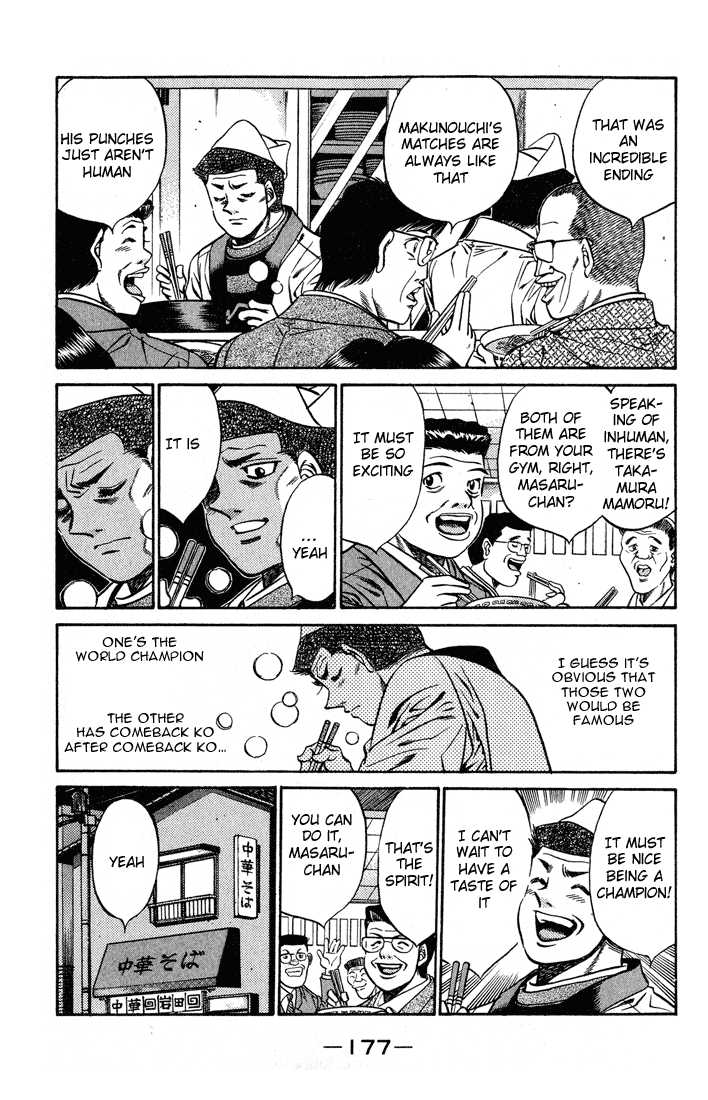 THAT WAS
AN
INCREDIBLE
ENDING
MAKUNOUCHI'S
MATCHES ARE
ALWAYS LIKE
THAT
HIS PUNCHES
JUST AREN'T
HUMAN
SPEAK-
ING OF
INHUMAN,
THERE'S
TAKA-
MURA
MAMORU!
BOTH OF
THEM ARE
FROM YOUR
GYM, RIGHT,
MASARU-
CHAN?
IT MUST
BE SO
EXCITING
...
YEAH
IT IS
I GUESS IT'S
OBVIOUS THAT
THOSE TWO
WOULD BE
FAMOUS
ONE'S THE
WORLD CHAMPION
THE OTHER
HAS COMEBACK KO
AFTER COMEBACK KO...
IT MUST
BE NICE
BEING A
CHAMPION!
I CAN'T
WAIT TO
HAVE A
TASTE OF
IT
THAT'S
THE
SPIRIT!
YOU CAN
DO IT,
MASARU-
CHAN
YEAH
中華そば
中華そば
中華回岩田回
—177—